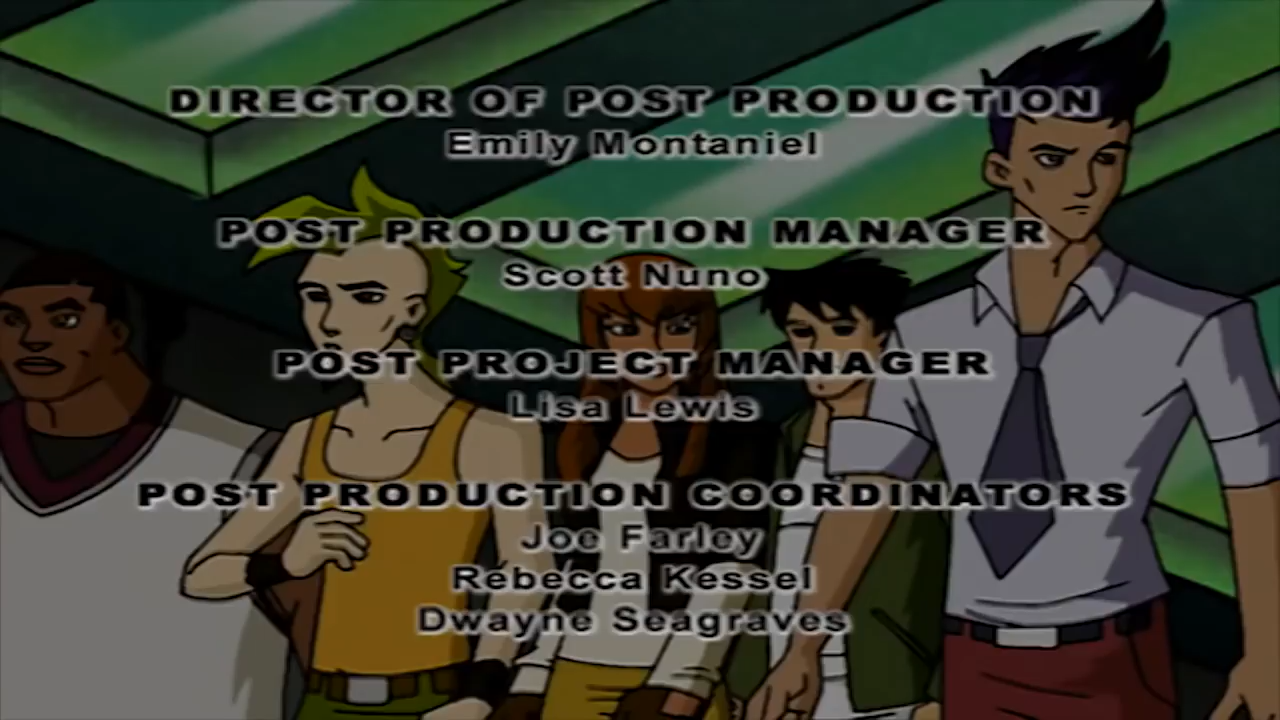 DIRECTOR OF POST PRODUCTION
Emily Montaniel
POST PRODUCTION MANAGER
Scott Nuno
POST PROJECT MANAGER
Lisa Lewis
POST PRODUCTION COORDINATORS
Joe Farley
Rebecca Kessel
Dwayne Seagraves